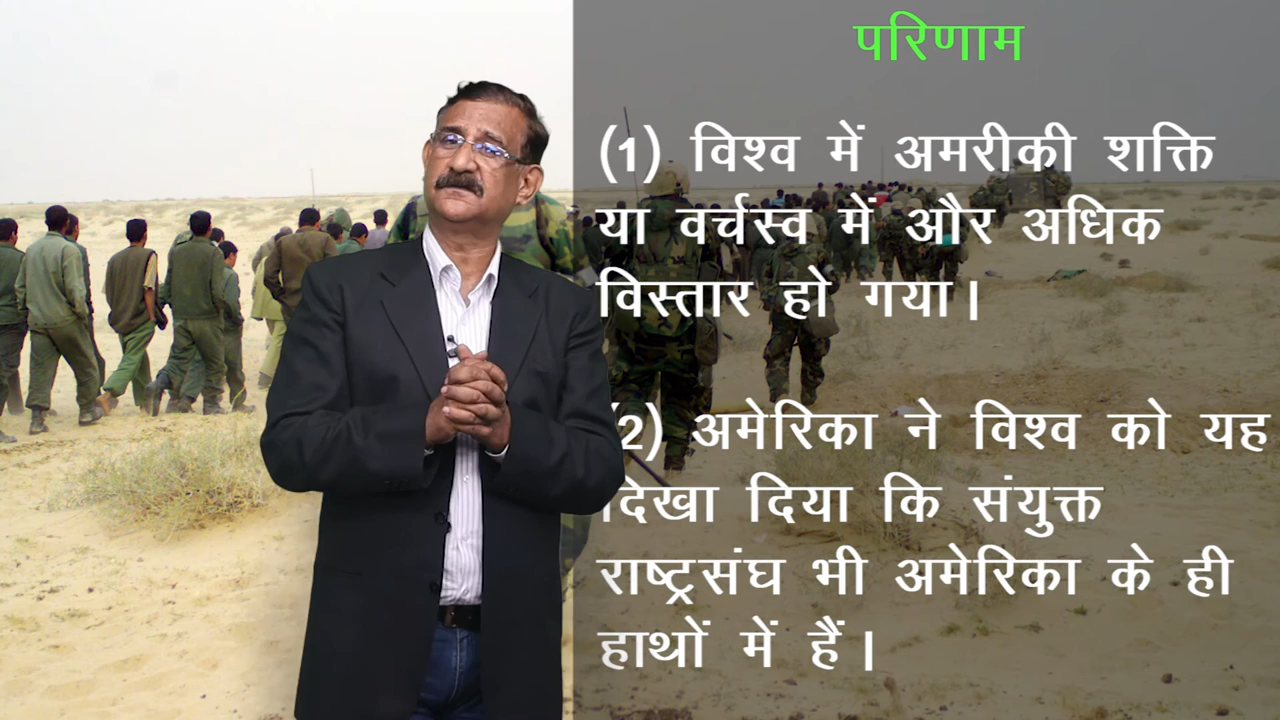 परिणाम
(1) विश्व में अमरीकी शक्ति
या वर्चस्व में और अधिक
विस्तार हो गया।
(2) अमेरिका ने विश्व को यह
दिखा दिया कि संयुक्त
राष्ट्रसंघ भी अमेरिका के ही
हाथों में हैं।